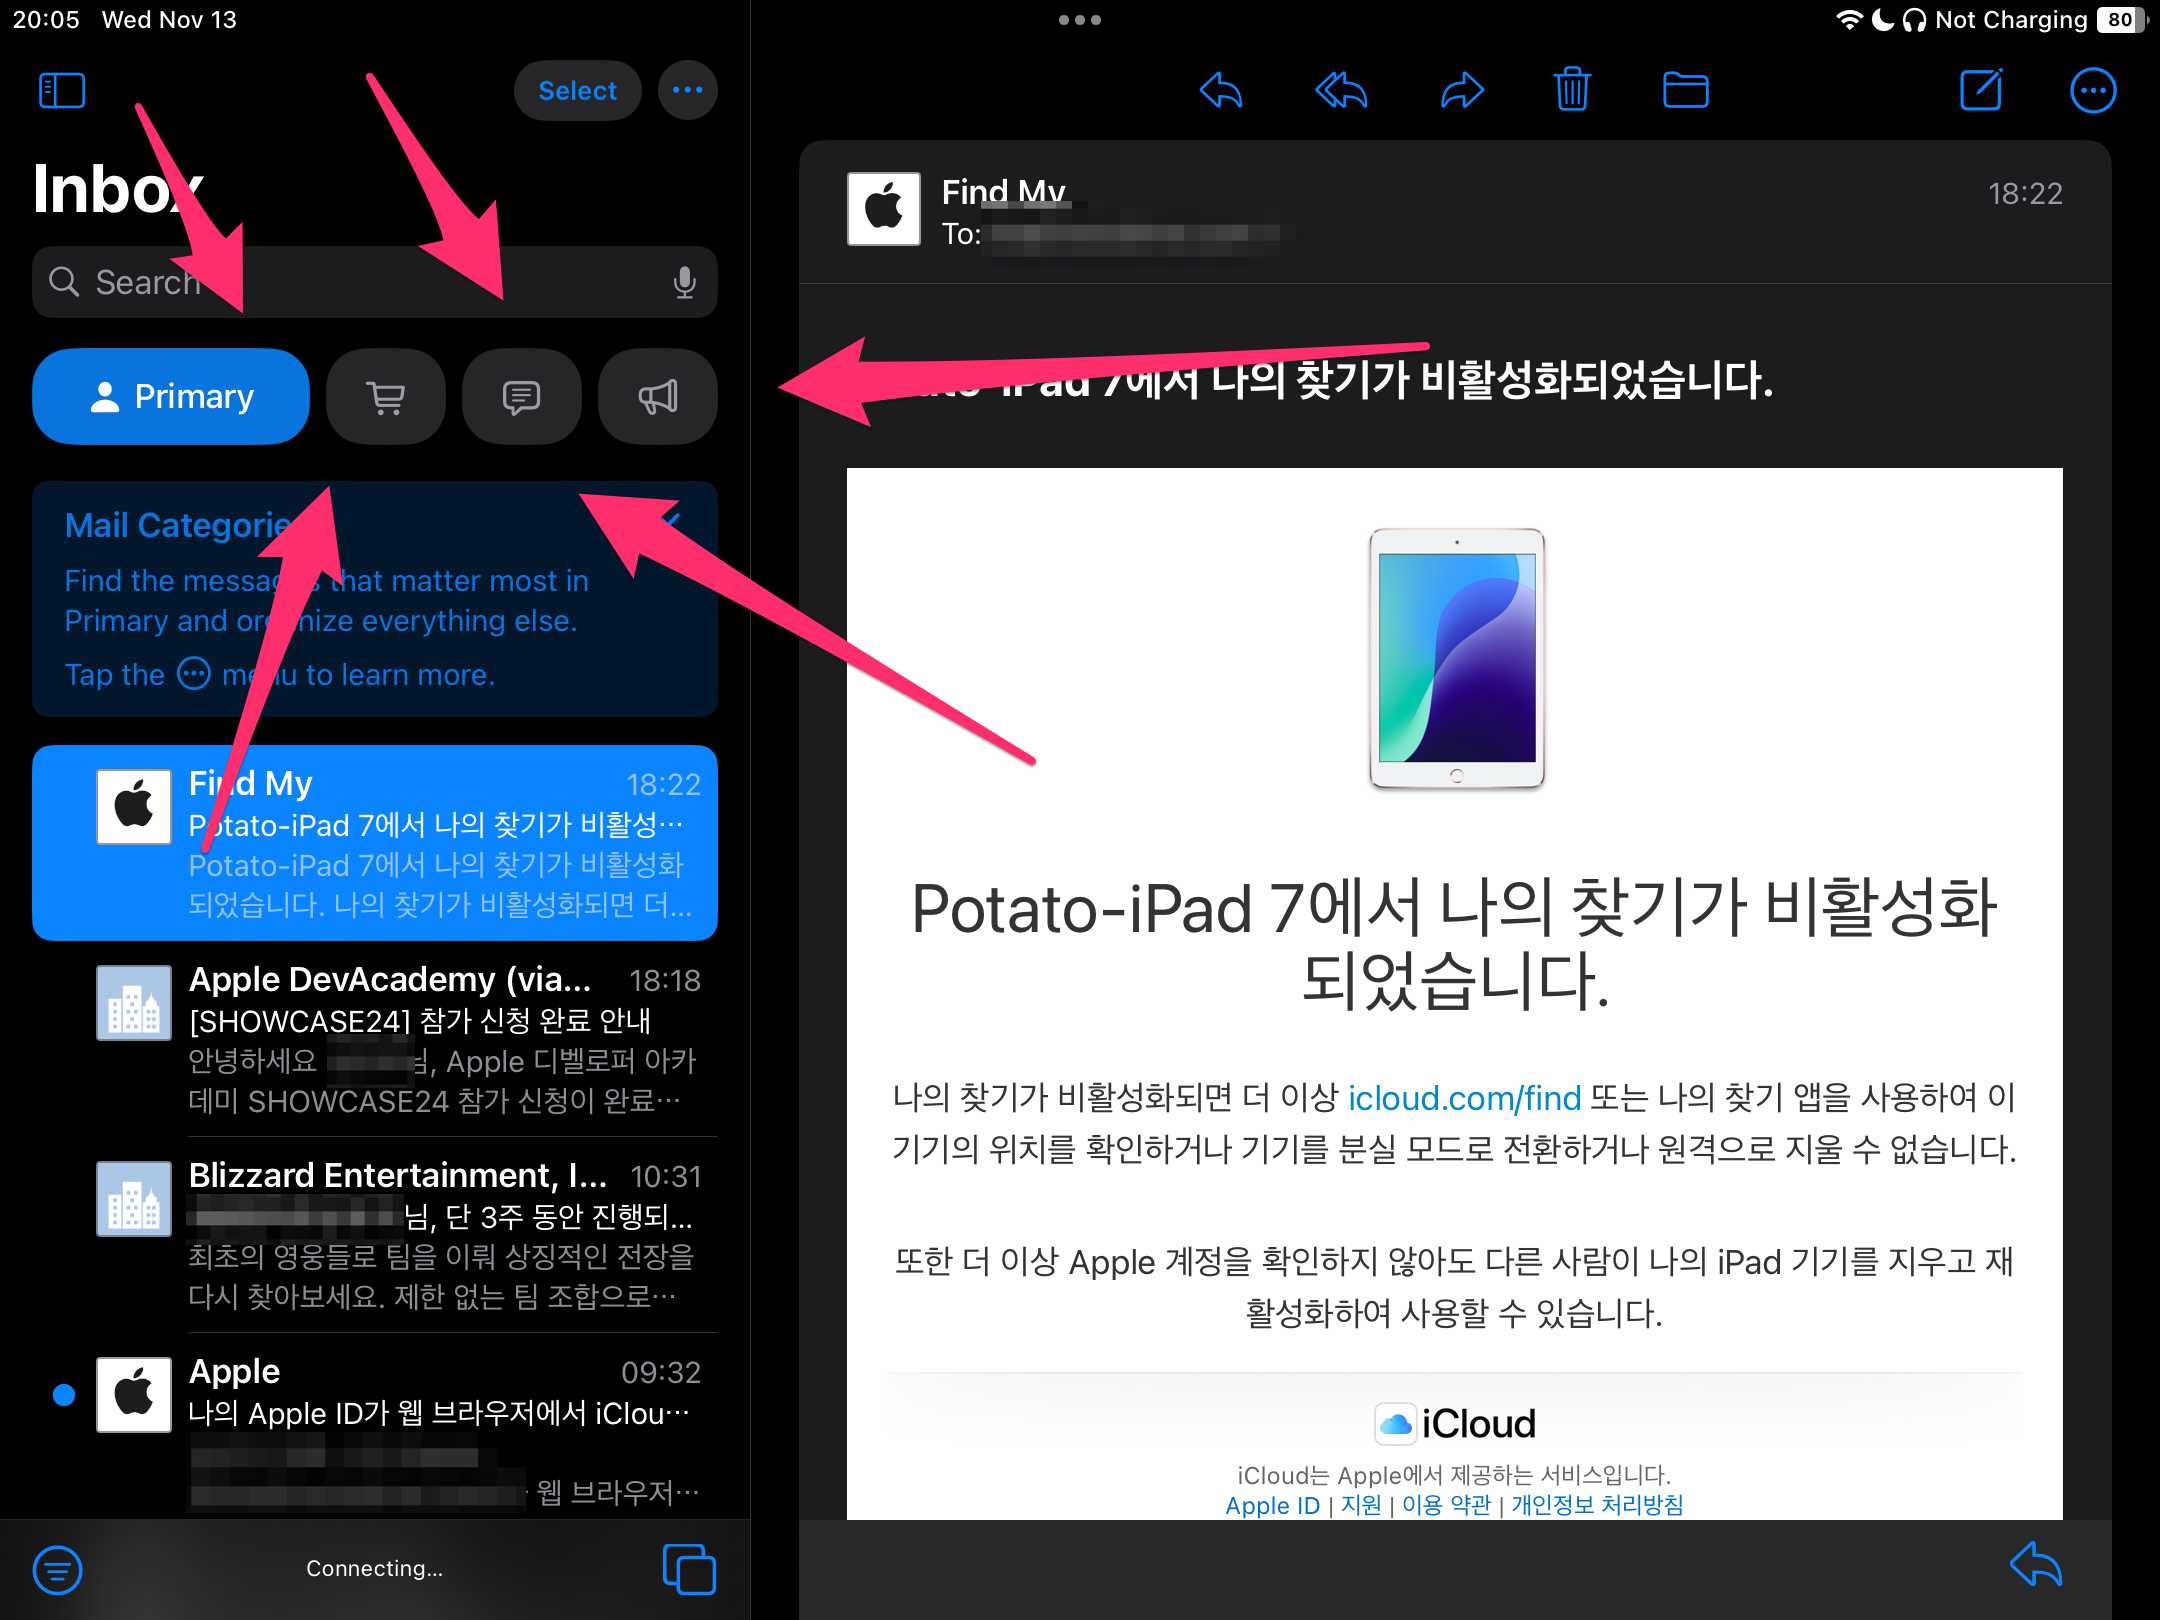 20:05 Wed Nov 13
Not Charging 80
Select
Inbox
Search
Primary
Mail Categorie
Find the messages that matter most in
Primary and organize everything else.
Tap the menu to learn more.
Find My 18:22
Potato-iPad 7에서 나의 찾기가 비활성…
Potato-iPad 7에서 나의 찾기가 비활성화
되었습니다. 나의 찾기가 비활성화되면 더...
Apple DevAcademy (via... 18:18
[SHOWCASE24] 참가 신청 완료 안내
안녕하세요 님, Apple 디벨로퍼 아카
데미 SHOWCASE24 참가 신청이 완료…
Blizzard Entertainment, I... 10:31
님, 단 3주 동안 진행되...
최초의 영웅들로 팀을 이뤄 상징적인 전장을
다시 찾아보세요. 제한 없는 팀 조합으로…
Apple 09:32
나의 Apple ID가 웹 브라우저에서 iClou…
웹 브라우저…
Connecting...
Find My 18:22
To:
iPad 7에서 나의 찾기가 비활성화되었습니다.
Potato-iPad 7에서 나의 찾기가 비활성화
되었습니다.
나의 찾기가 비활성화되면 더 이상 icloud.com/find 또는 나의 찾기 앱을 사용하여 이
기기의 위치를 확인하거나 기기를 분실 모드로 전환하거나 원격으로 지울 수 없습니다.
또한 더 이상 Apple 계정을 확인하지 않아도 다른 사람이 나의 iPad 기기를 지우고 재
활성화하여 사용할 수 있습니다.
iCloud
iCloud는 Apple에서 제공하는 서비스입니다.
Apple ID | 지원 | 이용 약관 | 개인정보 처리방침